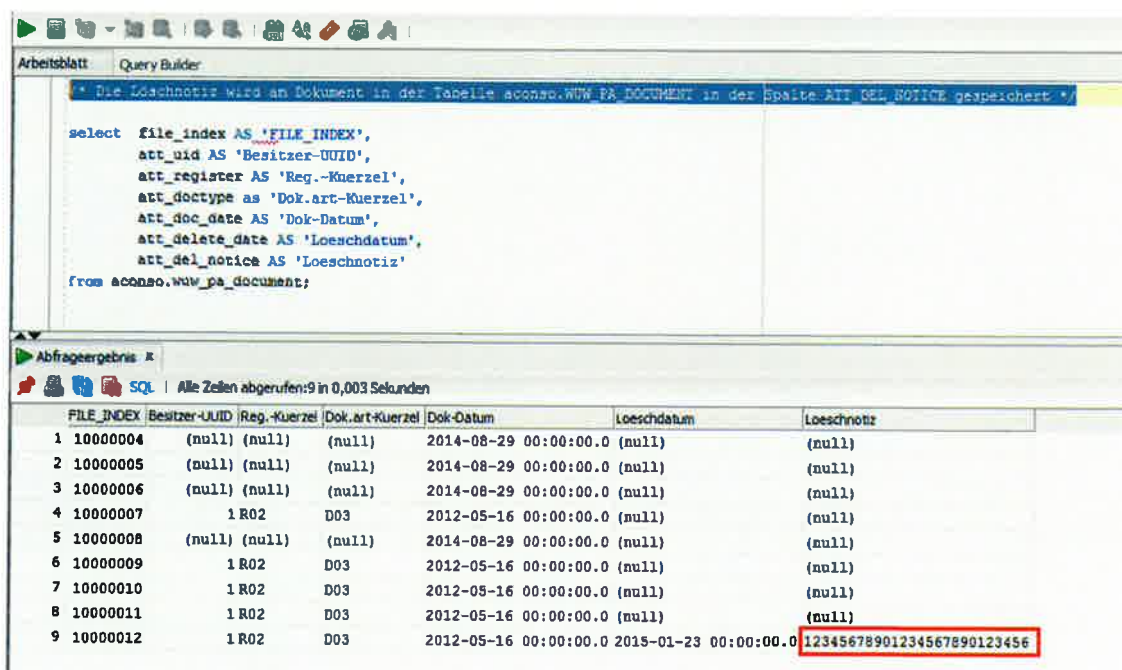 Arbeitsblatt Query Builder
/* Die Löschnotiz wird an Dokument in der Tabelle aconso.WUW_PA_DOCUMENT in der Spalte ATT_DEL_NOTICE gespeichert */
select file_index AS 'FILE_INDEX',
att_uid AS 'Besitzer-UUID',
att_register AS 'Reg.-Kuerzel',
att_doctype as 'Dok.art-Kuerzel',
att_doc_date AS 'Dok-Datum',
att_delete_date AS 'Loeschdatum',
att_del_notice AS 'Loeschnotiz'
from aconso.wuw_pa_document;
Abfrageergebnis x
SQL | Alle Zeilen abgerufen:9 in 0,003 Sekunden
FILE_INDEX Besitzer-UUID Reg.-Kuerzel Dok.art-Kuerzel Dok-Datum Loeschdatum Loeschnotiz
1 10000004 (null) (null) (null) 2014-08-29 00:00:00.0 (null) (null)
2 10000005 (null) (null) (null) 2014-08-29 00:00:00.0 (null) (null)
3 10000006 (null) (null) (null) 2014-08-29 00:00:00.0 (null) (null)
4 10000007 1 R02 D03 2012-05-16 00:00:00.0 (null) (null)
5 10000008 (null) (null) (null) 2014-08-29 00:00:00.0 (null) (null)
6 10000009 1 R02 D03 2012-05-16 00:00:00.0 (null) (null)
7 10000010 1 R02 D03 2012-05-16 00:00:00.0 (null) (null)
8 10000011 1 R02 D03 2012-05-16 00:00:00.0 (null) (null)
9 10000012 1 R02 D03 2012-05-16 00:00:00.0 2015-01-23 00:00:00.0 12345678901234567890123456